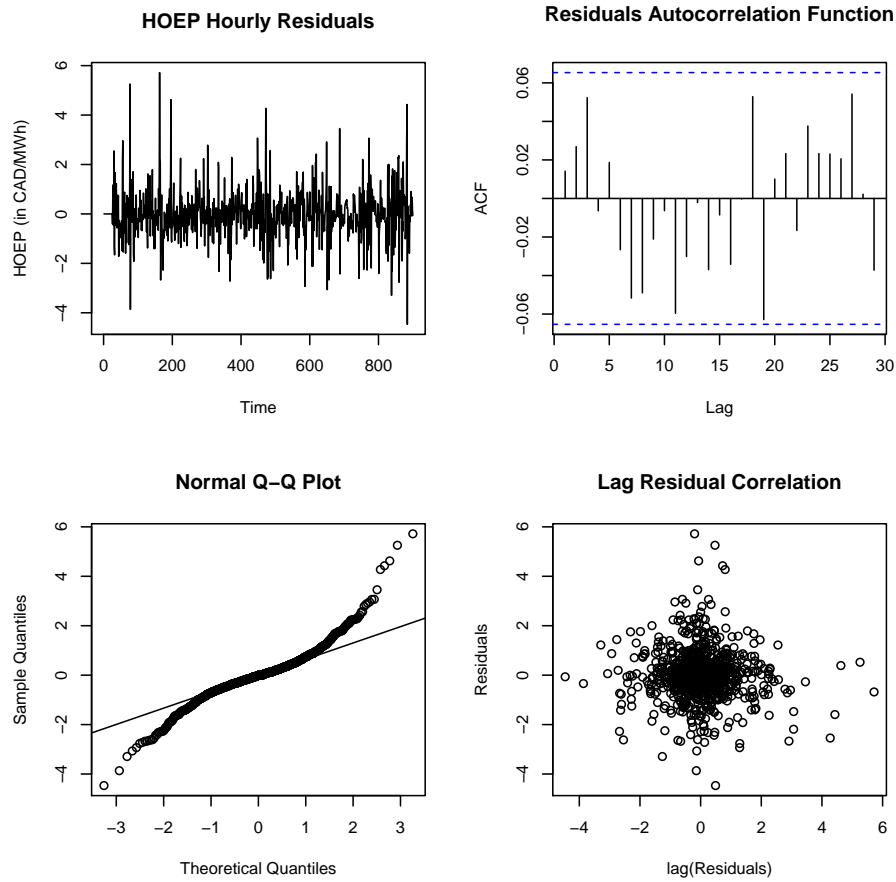 HOEP Hourly Residuals
HOEP (in CAD/MWh)
6
4
2
0
−2
−4
0 200 400 600 800
Time
Residuals Autocorrelation Function
ACF
0.06
0.02
−0.02
−0.06
0 5 10 15 20 25 30
Lag
Normal Q−Q Plot
Sample Quantiles
6
4
2
0
−2
−4
−3 −2 −1 0 1 2 3
Theoretical Quantiles
Lag Residual Correlation
Residuals
6
4
2
0
−2
−4
−4 −2 0 2 4 6
lag(Residuals)